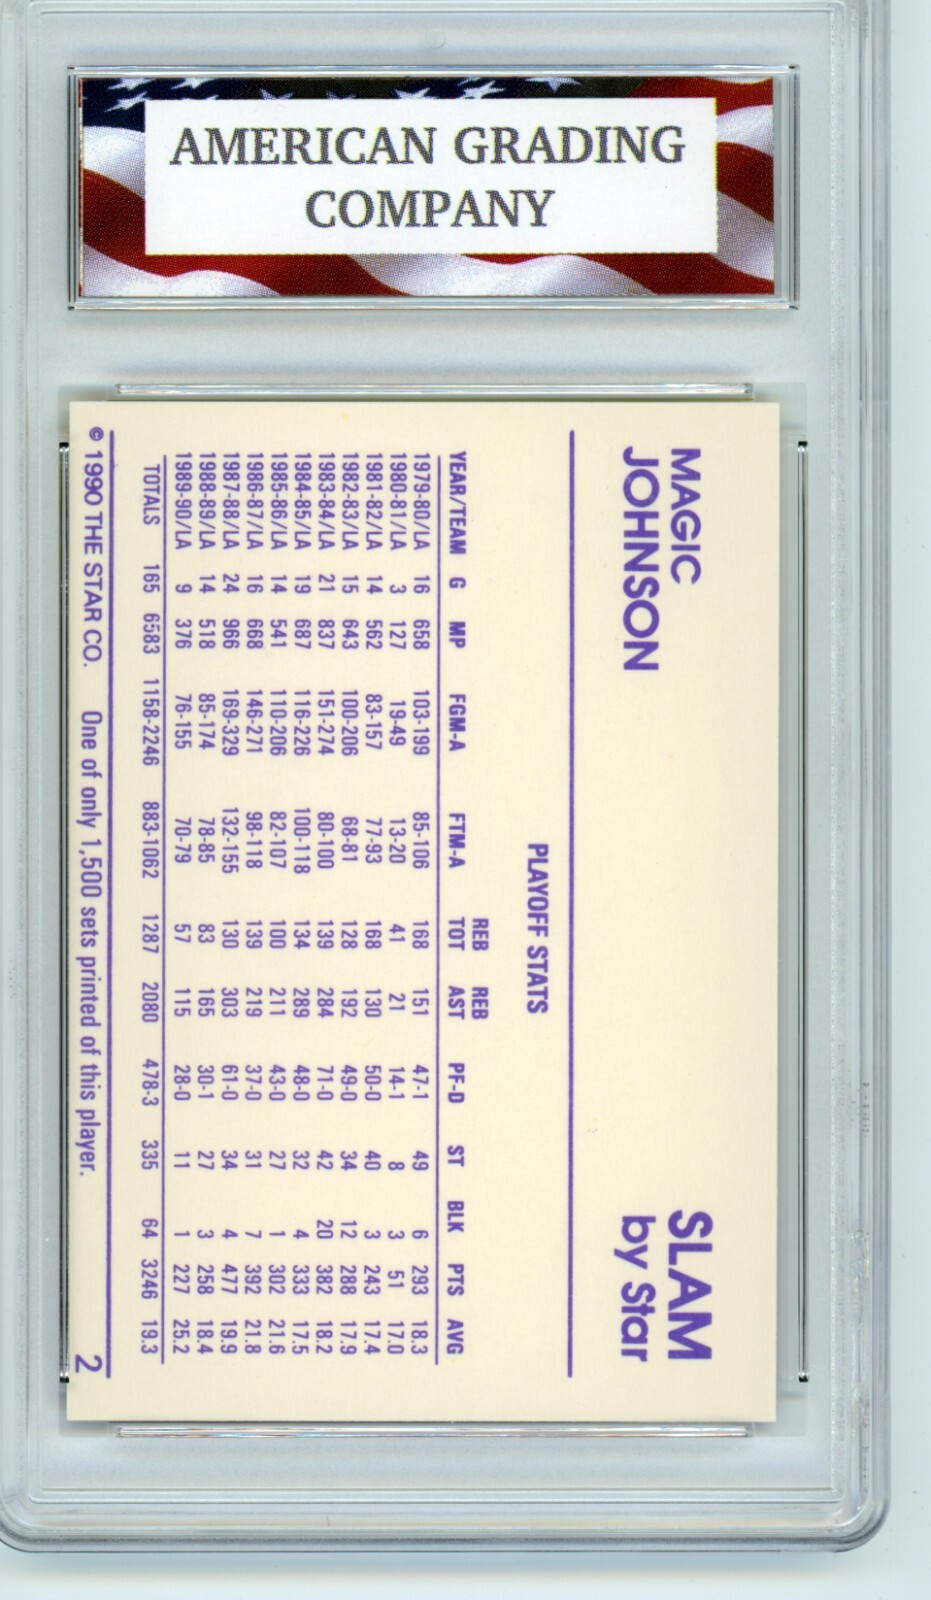 AMERICAN GRADING
COMPANY
MAGIC
JOHNSON
SLAM
by Star
PLAYOFF STATS
REB REB
YEAR/TEAM G MP FGM-A FTM-A TOT AST PF-D ST BLK PTS AVG
1979-80/LA 16 658 103-199 85-106 168 151 47-1 49 6 293 18.3
1980-81/LA 3 127 19-49 13-20 41 21 14-1 8 3 51 17.0
1981-82/LA 14 562 83-157 77-93 168 130 50-0 40 3 243 17.4
1982-83/LA 15 643 100-206 68-81 128 192 49-0 34 12 288 17.9
1983-84/LA 21 837 151-274 80-100 139 284 71-0 42 20 382 18.2
1984-85/LA 19 687 116-226 100-118 134 289 48-0 32 4 333 17.5
1985-86/LA 14 541 110-206 82-107 100 211 43-0 27 1 302 21.6
1986-87/LA 16 668 146-271 98-118 139 219 37-0 31 7 392 21.8
1987-88/LA 24 966 169-329 132-155 130 303 61-0 34 4 477 19.9
1988-89/LA 14 518 85-174 78-85 83 165 30-1 27 3 258 18.4
1989-90/LA 9 376 76-155 70-79 57 115 28-0 11 1 227 25.2
TOTALS 165 6583 1158-2246 883-1062 1287 2080 478-3 335 64 3246 19.3
© 1990 THE STAR CO. One of only 1,500 sets printed of this player. 2